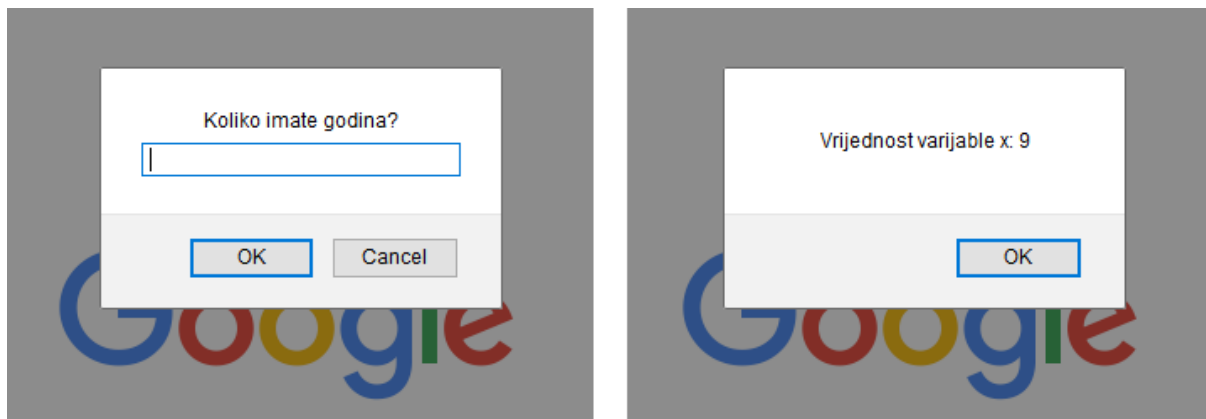 Koliko imate godina?
OK
Cancel
Google
Vrijednost varijable x: 9
OK
Google